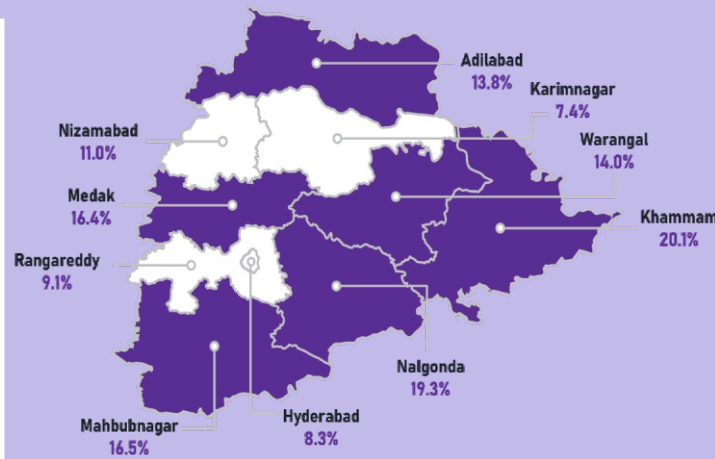 Adilabad
13.8%
Karimnagar
7.4%
Nizamabad
11.0%
Warangal
14.0%
Medak
16.4%
Khammam
20.1%
Rangareddy
9.1%
Nalgonda
19.3%
Hyderabad
8.3%
Mahbubnagar
16.5%